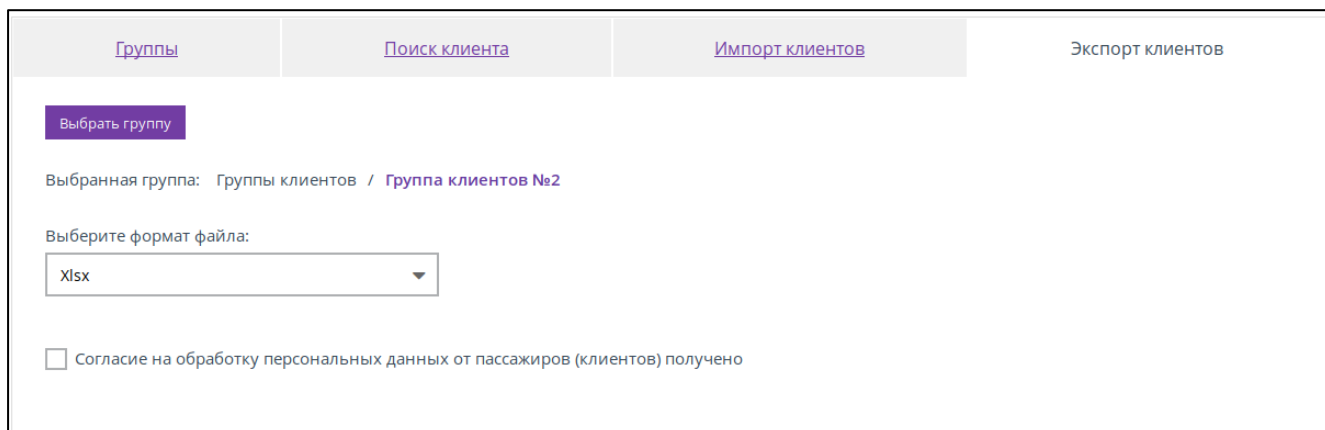 Группы Поиск клиента Импорт клиентов Экспорт клиентов
Выбрать группу
Выбранная группа: Группы клиентов / Группа клиентов №2
Выберите формат файла:
Xlsx
Согласие на обработку персональных данных от пассажиров (клиентов) получено